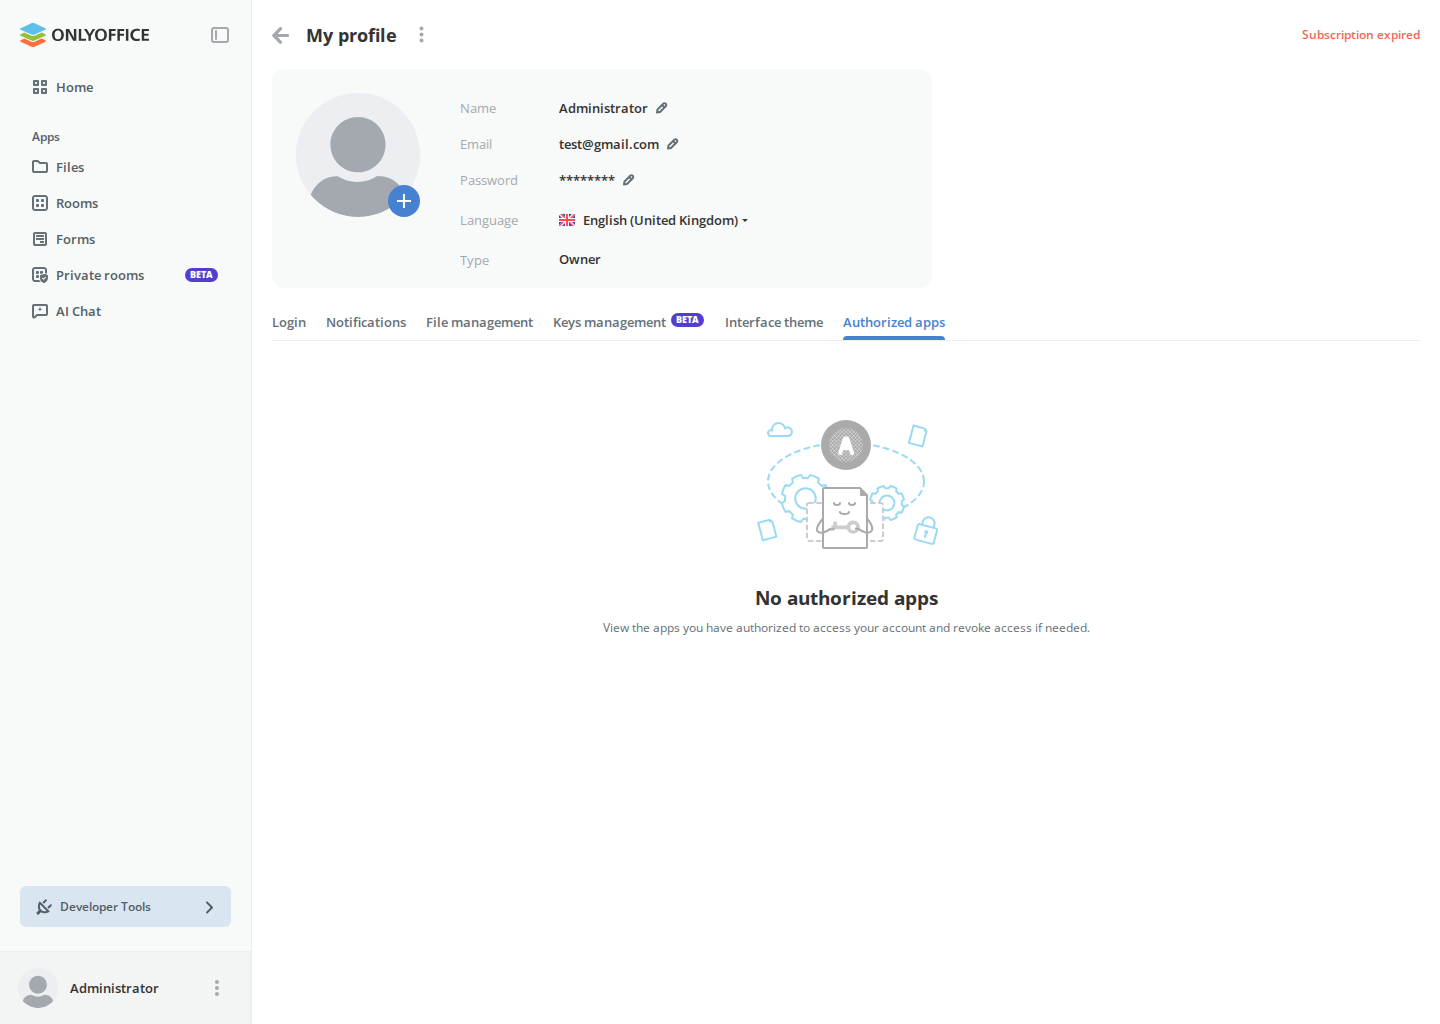 ONLYOFFICE
Home
Apps
Files
Rooms
Forms
Private rooms BETA
AI Chat
Developer Tools
Administrator
My profile
Subscription expired
Name Administrator
Email test@gmail.com
Password ********
Language English (United Kingdom)
Type Owner
Login Notifications File management Keys management BETA Interface theme Authorized apps
A
No authorized apps
View the apps you have authorized to access your account and revoke access if needed.